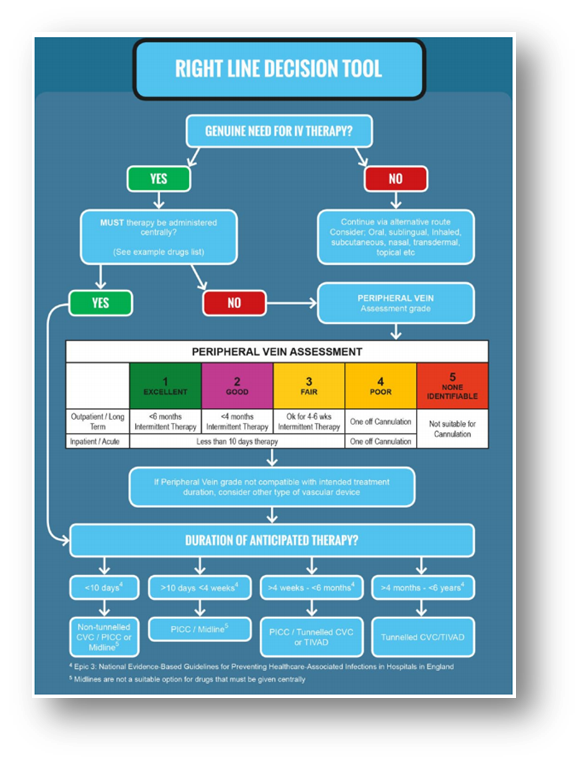 RIGHT LINE DECISION TOOL
GENUINE NEED FOR IV THERAPY?
YES
NO
MUST therapy be administered
centrally?
(See example drugs list)
Continue via alternative route
Consider, Oral, sublingual, Inhaled,
subcutaneous, nasal, transdermal,
topical etc
YES
NO
PERIPHERAL VEIN
Assessment grade
PERIPHERAL VEIN ASSESSMENT
1
EXCELLENT
2
GOOD
3
FAIR
4
POOR
5
NONE
IDENTIFIABLE
Outpatient / Long
Term
<6 months
Intermittent Therapy
<4 months
Intermittent Therapy
Ok for 4-6 wks
Intermittent Therapy
One off Cannulation
Not suitable for
Cannulation
Inpatient / Acute
Less than 10 days therapy
One off Cannulation
If Peripheral Vein grade not compatible with intended treatment
duration, consider other type of vascular device
DURATION OF ANTICIPATED THERAPY?
<10 days⁴
>10 days <4 weeks⁴
>4 weeks - <6 months⁴
>4 months - <6 years⁴
Non-tunnelled
CVC / PICC or
Midline⁵
PICC / Midline⁵
PICC / Tunnelled CVC
or TIVAD
Tunnelled CVC/TIVAD
⁴ Epic 3: National Evidence-Based Guidelines for Preventing Healthcare-Associated Infections in Hospitals in England
⁵ Midlines are not a suitable option for drugs that must be given centrally